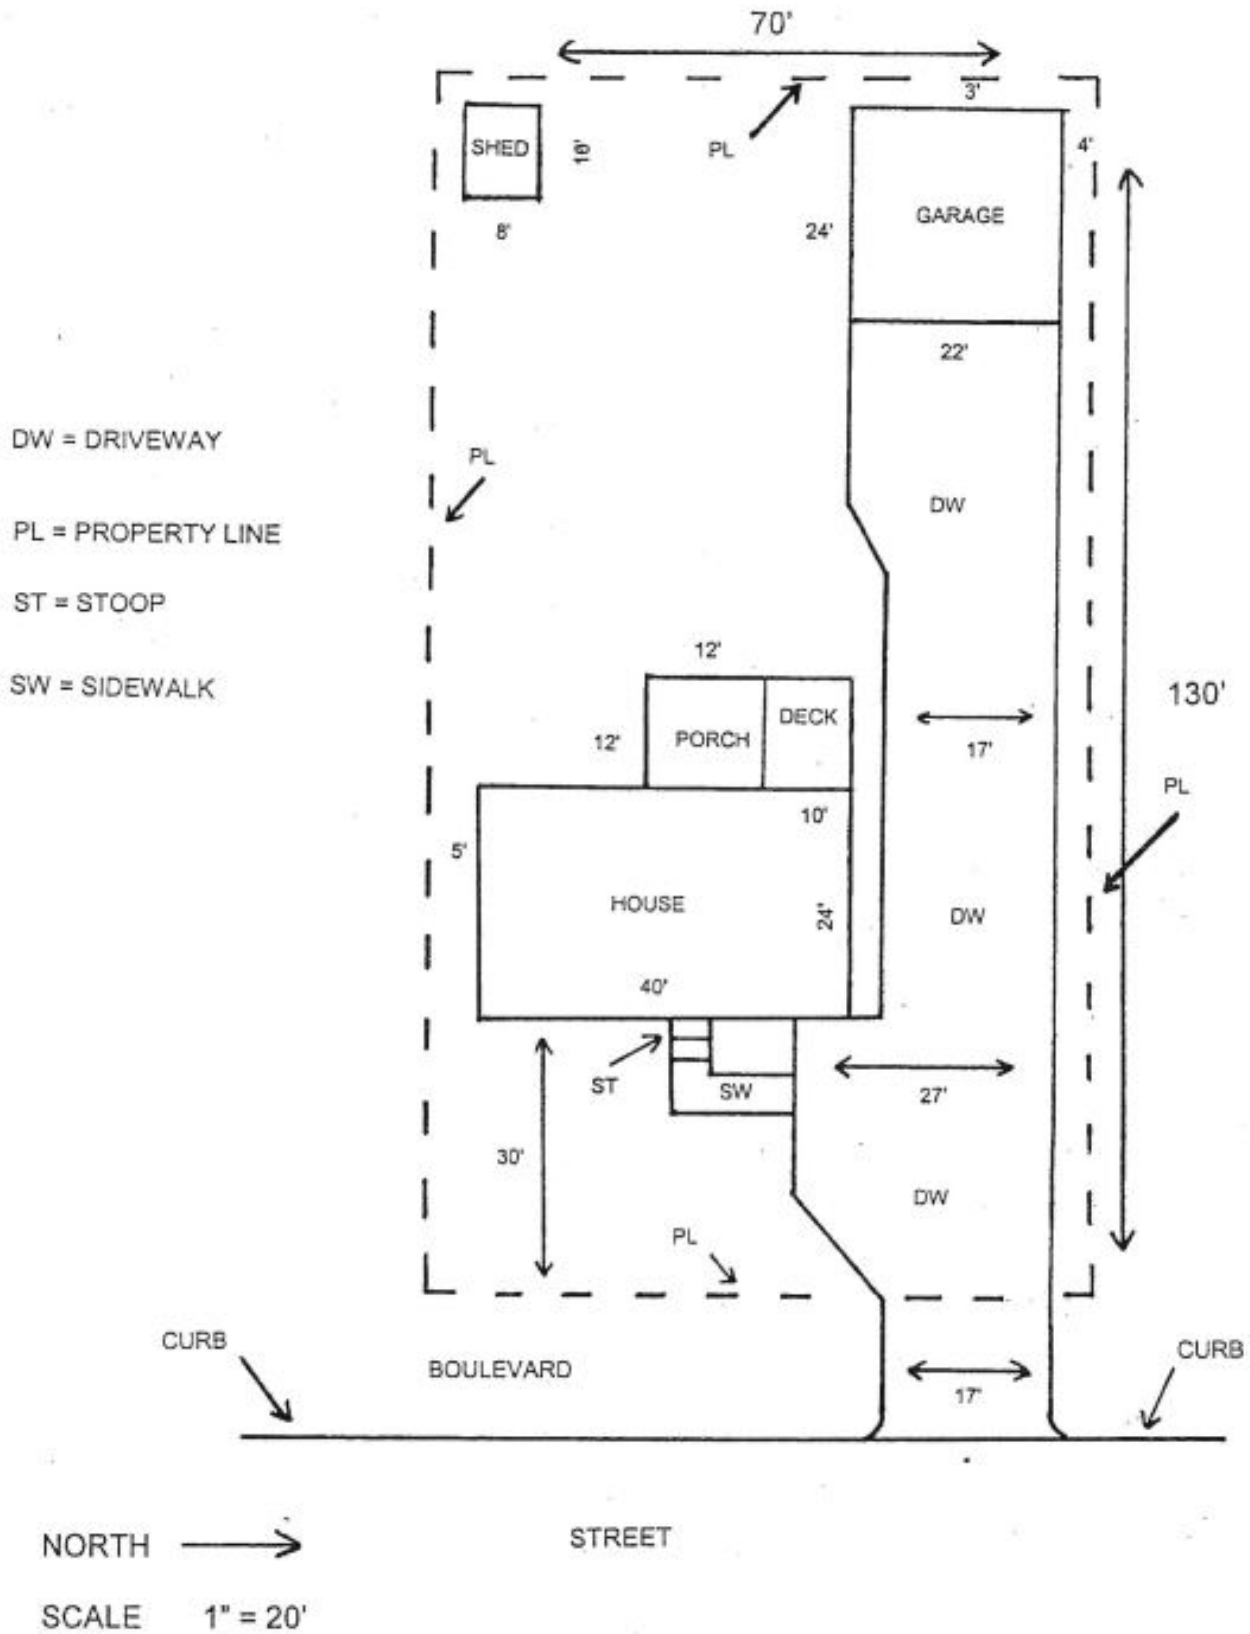 70'
3'
PL
SHED
4'
8'
24'
GARAGE
22'
DW = DRIVEWAY
PL
DW
PL = PROPERTY LINE
ST = STOOP
12'
SW = SIDEWALK
130'
DECK
12'
PORCH
17'
PL
10'
5'
HOUSE
24'
DW
40'
ST
SW
27'
30'
DW
PL
CURB
CURB
BOULEVARD
17'
NORTH
STREET
SCALE 1" = 20'